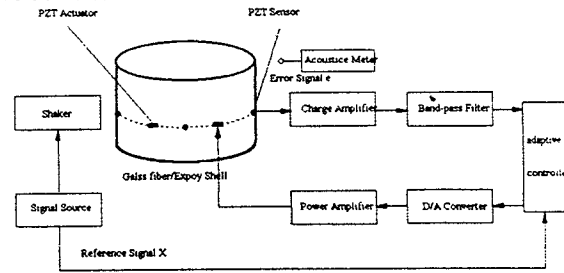 PZT Actuator
PZT Sensor
Acoustice Meter
Error Signal e
Shaker
Charge Amplifier
Band-pass Filter
adaptive
controlle
Galss fiber/Expoy Shell
Signal Source
Power Amplifier
D/A Converter
Reference Signal X